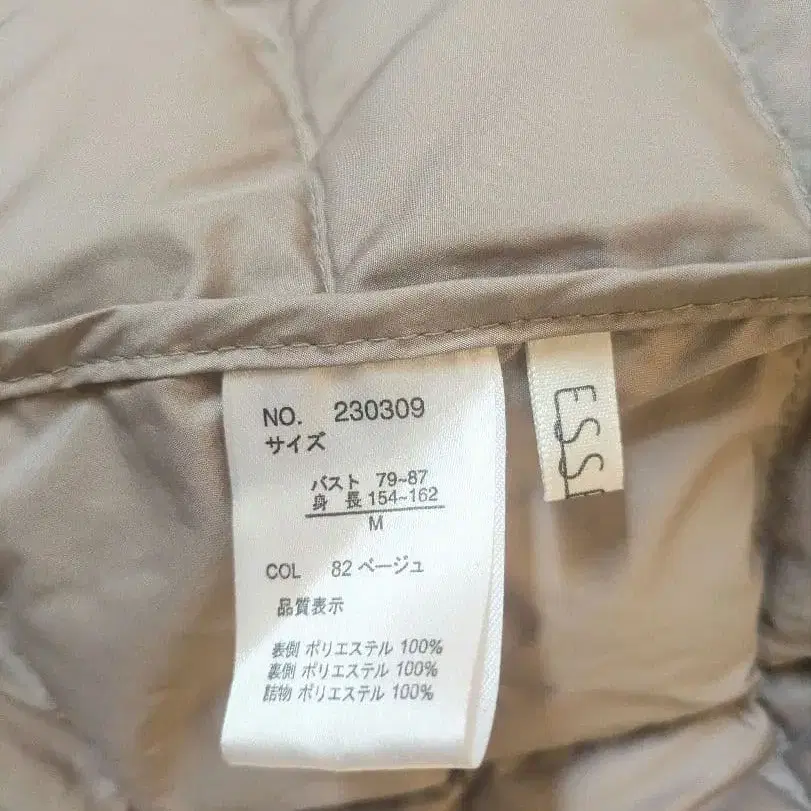 NO. 230309
サイズ
バスト 79~87
身 長 154~162
M
COL 82 ベージュ
品質表示
表側 ポリエステル 100%
裏側 ポリエステル 100%
詰物 ポリエステル 100%
ESSE